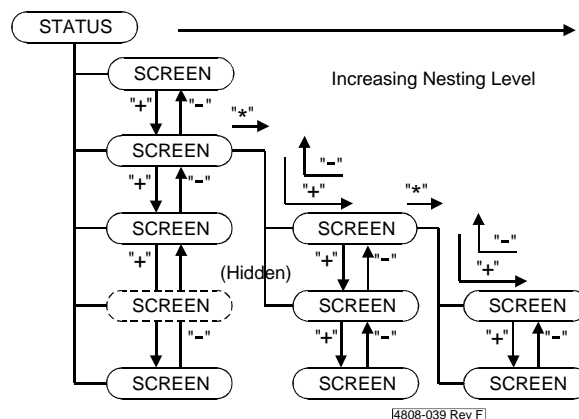 STATUS
Increasing Nesting Level
SCREEN
"+" "-" "*"
SCREEN
"-"
"+" "-" "+" "*"
SCREEN SCREEN "-"
"+" (Hidden) "+" "-" "+"
SCREEN SCREEN SCREEN
"-" "+" "-" "+" "-"
SCREEN SCREEN SCREEN
4808-039 Rev F